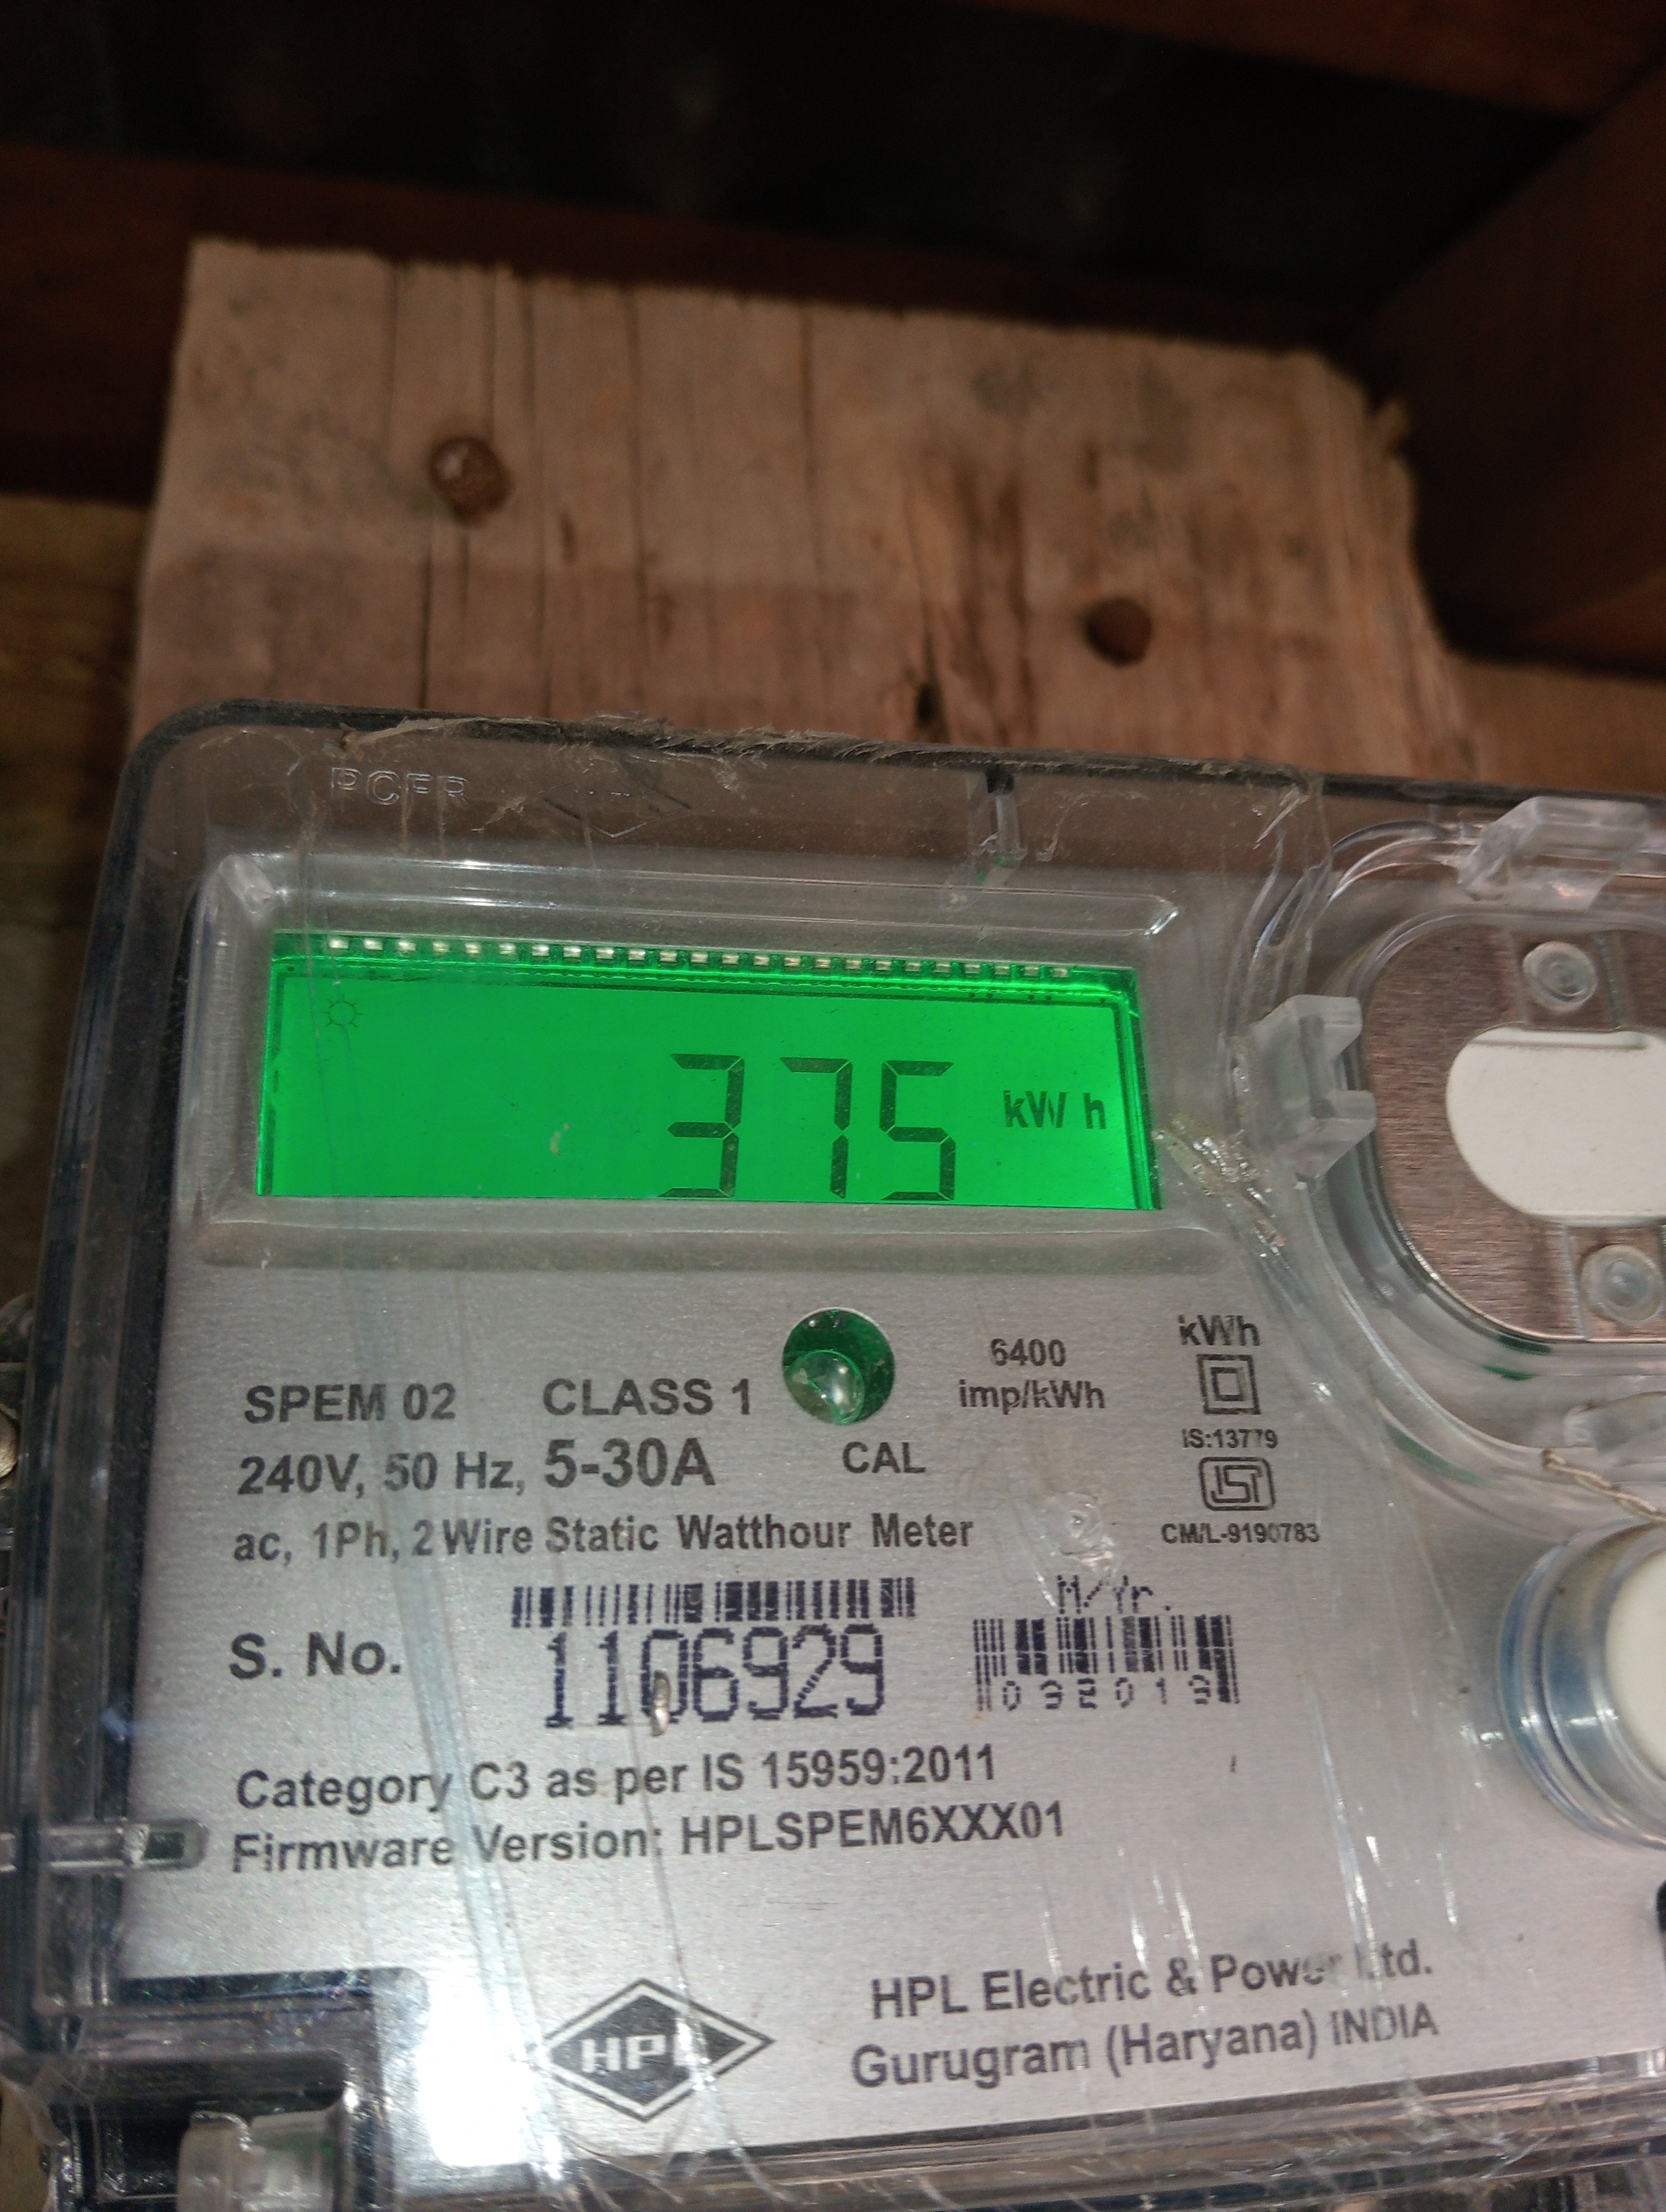 PCFR
375 kWh
SPEM 02 CLASS 1
6400
imp/kWh
kWh
240V, 50 Hz, 5-30A
CAL
IS:13779
ac, 1Ph, 2 Wire Static Watthour Meter
CM/L-9190783
M/Yr.
S. No. 1106929
Category C3 as per IS 15959:2011
Firmware Version: HPLSPEM6XXX01
HPL
HPL Electric & Power Ltd.
Gurugram (Haryana) INDIA